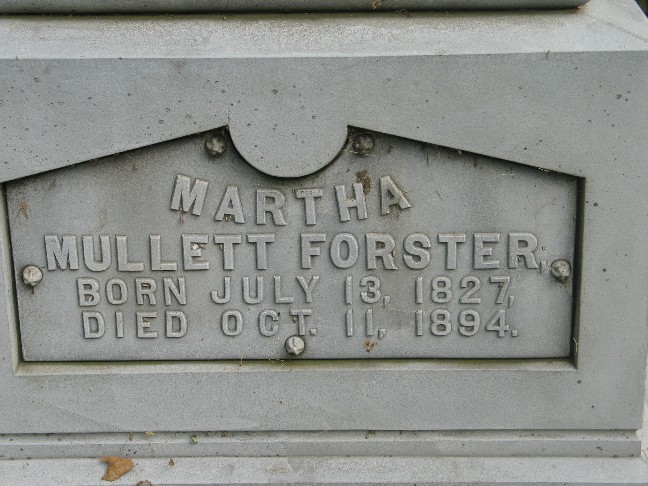 MARTHA
MULLETT FORSTER,
BORN JULY 13, 1827,
DIED OCT. 11, 1894.